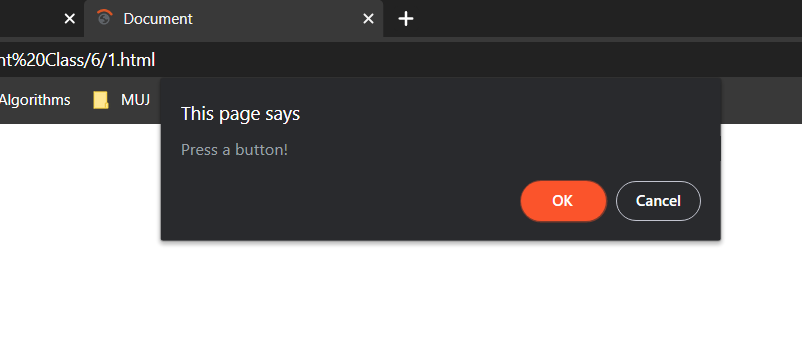 Document
nt%20Class/6/1.html
Algorithms MUJ
This page says
Press a button!
OK Cancel